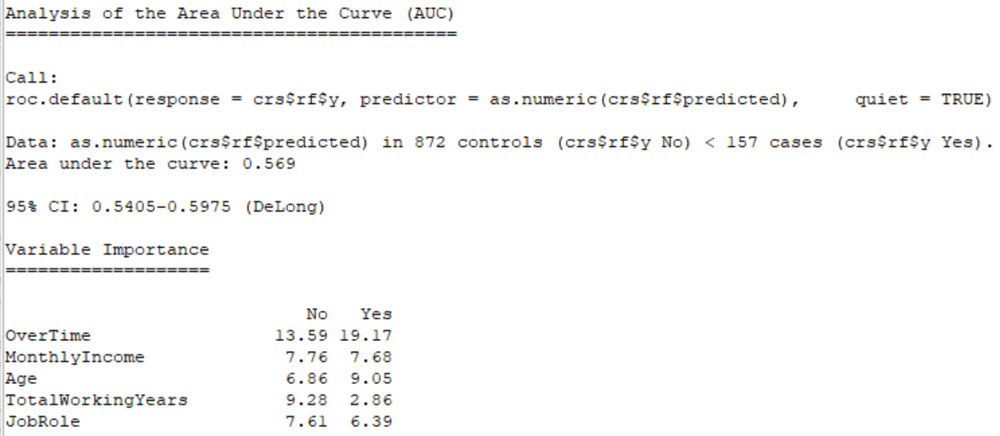 Analysis of the Area Under the Curve (AUC)
==========================================
Call:
roc.default(response = crs$rf$y, predictor = as.numeric(crs$rf$predicted),     quiet = TRUE)
Data: as.numeric(crs$rf$predicted) in 872 controls (crs$rf$y No) < 157 cases (crs$rf$y Yes).
Area under the curve: 0.569
95% CI: 0.5405-0.5975 (DeLong)
Variable Importance
===================
No   Yes
OverTime                 13.59 19.17
MonthlyIncome             7.76  7.68
Age                       6.86  9.05
TotalWorkingYears         9.28  2.86
JobRole                   7.61  6.39